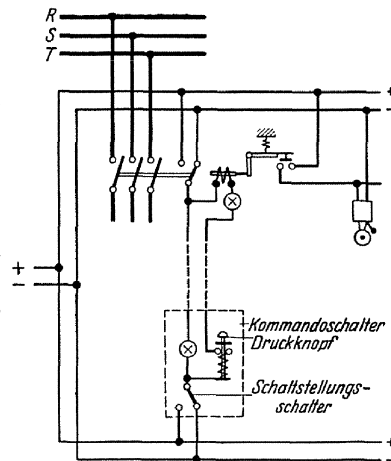 R
S
T
+
-
+
-
+
-
Kommandoschalter
Druckknopf
Schaltstellungs-
schalter